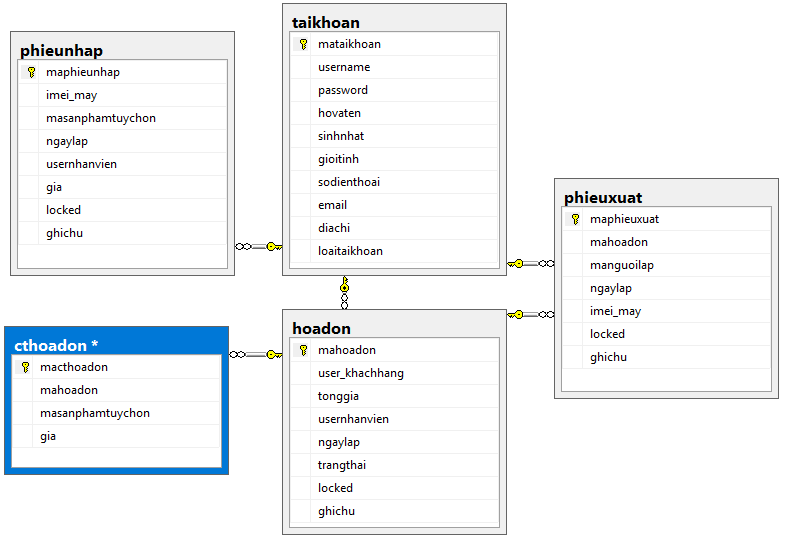 phieunhap
maphieunhap
imei_may
masanphamtuychon
ngaylap
usernhanvien
gia
locked
ghichu
taikhoan
mataikhoan
username
password
hovaten
sinhnhat
gioitinh
sodienthoai
email
diachi
loaitaikhoan
phieuxuat
maphieuxuat
mahoadon
manguoilap
ngaylap
imei_may
locked
ghichu
cthoadon *
macthoadon
mahoadon
masanphamtuychon
gia
hoadon
mahoadon
user_khachhang
tonggia
usernhanvien
ngaylap
trangthai
locked
ghichu